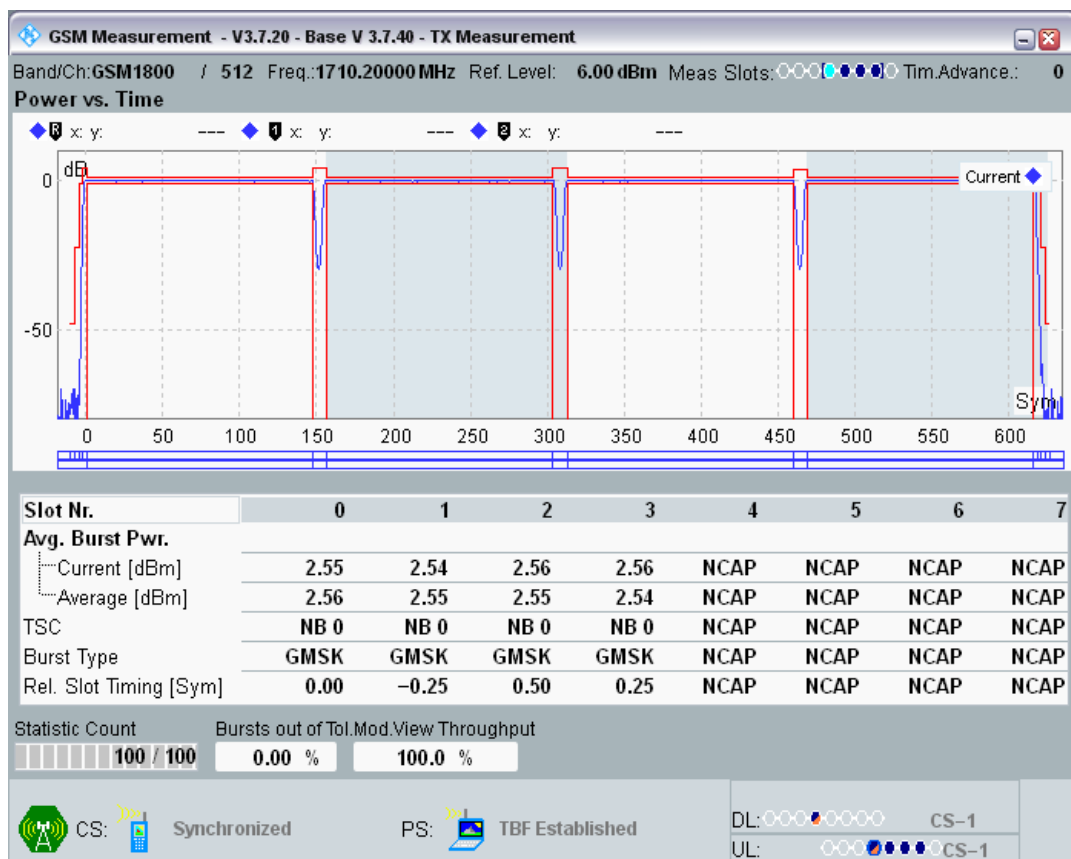 GSM Measurement - V3.7.20 - Base V 3.7.40 - TX Measurement
Band/Ch:GSM1800 / 512 Freq.:1710.20000 MHz Ref. Level: 6.00 dBm Meas Slots: Tim.Advance.: 0
Power vs. Time
R x: y: --- 1 x: y: --- 2 x: y: ---
dB
Current
0
-50
Sym
0 50 100 150 200 250 300 350 400 450 500 550 600
Slot Nr. 0 1 2 3 4 5 6 7
Avg. Burst Pwr.
Current [dBm] 2.55 2.54 2.56 2.56 NCAP NCAP NCAP NCAP
Average [dBm] 2.56 2.55 2.55 2.54 NCAP NCAP NCAP NCAP
TSC NB 0 NB 0 NB 0 NB 0 NCAP NCAP NCAP NCAP
Burst Type GMSK GMSK GMSK GMSK NCAP NCAP NCAP NCAP
Rel. Slot Timing [Sym] 0.00 −0.25 0.50 0.25 NCAP NCAP NCAP NCAP
Statistic Count Bursts out of Tol. Mod.View Throughput
100 / 100 0.00 % 100.0 %
CS: Synchronized PS: TBF Established
DL: CS−1
UL: CS−1